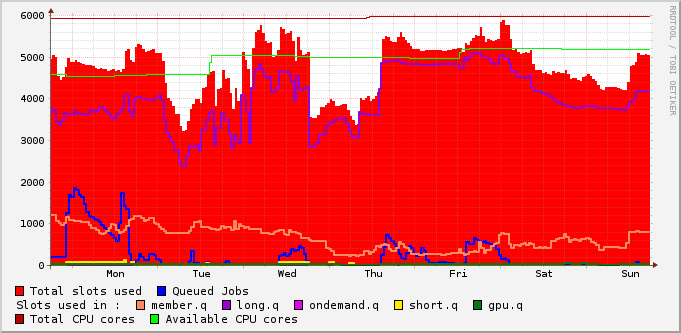 RRDTOOL / TOBI OETIKER
6000
5000
4000
3000
2000
1000
0
Mon Tue Wed Thu Fri Sat Sun
Total slots used Queued Jobs
Slots used in : member.q long.q ondemand.q short.q gpu.q
Total CPU cores Available CPU cores